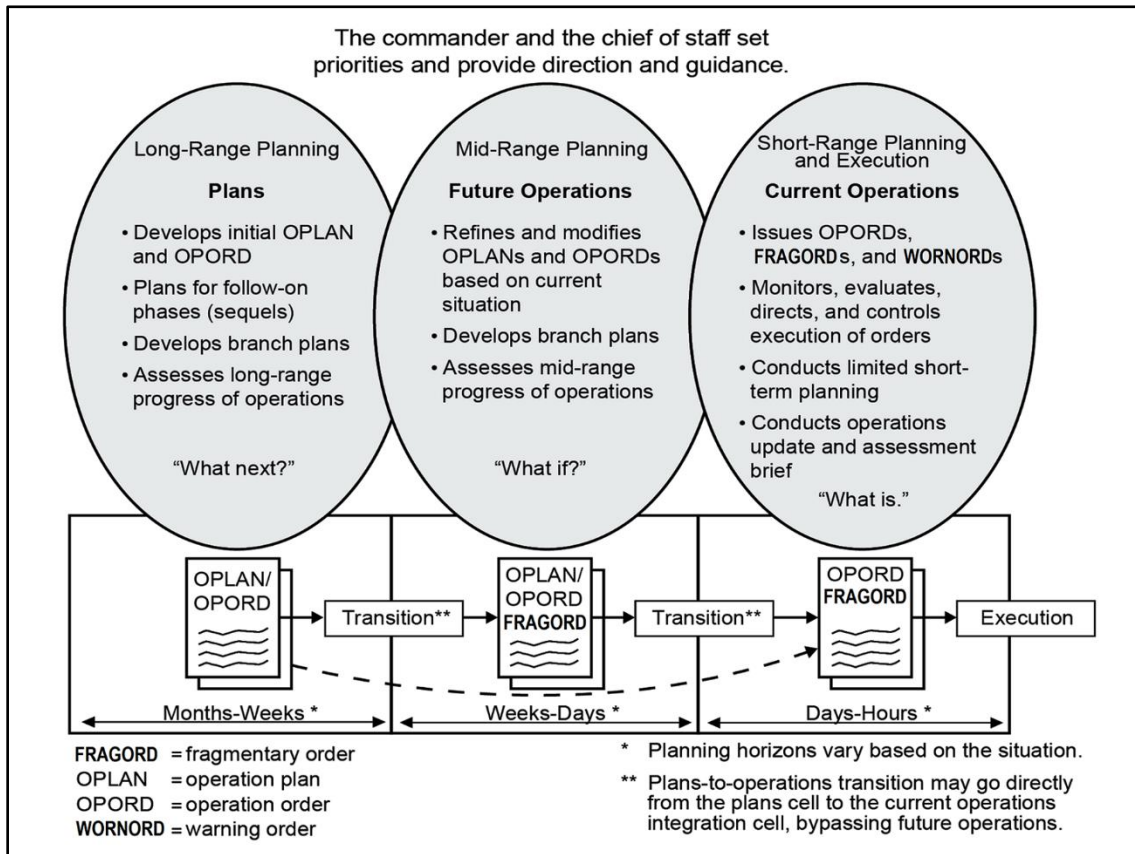 The commander and the chief of staff set
priorities and provide direction and guidance.
Long-Range Planning
Plans
• Develops initial OPLAN
and OPORD
• Plans for follow-on
phases (sequels)
• Develops branch plans
• Assesses long-range
progress of operations
“What next?”
Mid-Range Planning
Future Operations
• Refines and modifies
OPLANs and OPORDs
based on current
situation
• Develops branch plans
• Assesses mid-range
progress of operations
“What if?”
Short-Range Planning
and Execution
Current Operations
• Issues OPORDs,
FRAGORDs, and WORNORDs
• Monitors, evaluates,
directs, and controls
execution of orders
• Conducts limited short-
term planning
• Conducts operations
update and assessment
brief
“What is.”
OPLAN/
OPORD
Transition**
OPLAN/
OPORD
FRAGORD
Transition**
OPORD
FRAGORD
Execution
Months-Weeks *
Weeks-Days *
Days-Hours *
FRAGORD = fragmentary order
OPLAN = operation plan
OPORD = operation order
WORNORD = warning order
* Planning horizons vary based on the situation.
** Plans-to-operations transition may go directly
from the plans cell to the current operations
integration cell, bypassing future operations.